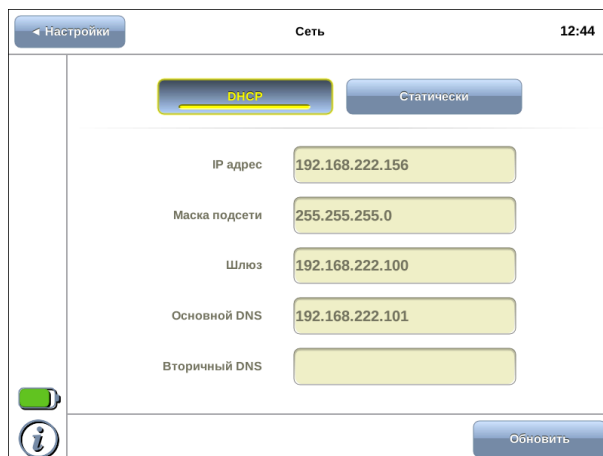 ◄ Настройки
Сеть
12:44
DHCP
Статически
IP адрес
192.168.222.156
Маска подсети
255.255.255.0
Шлюз
192.168.222.100
Основной DNS
192.168.222.101
Вторичный DNS
i
Обновить